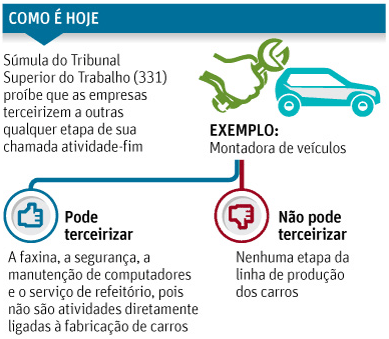 COMO É HOJE
Súmula do Tribunal
Superior do Trabalho (331)
proíbe que as empresas
terceirizem a outras
qualquer etapa de sua
chamada atividade-fim
EXEMPLO:
Montadora de veículos
Pode
terceirizar
A faxina, a segurança, a
manutenção de computadores
e o serviço de refeitório, pois
não são atividades diretamente
ligadas à fabricação de carros
Não pode
terceirizar
Nenhuma etapa da
linha de produção
dos carros